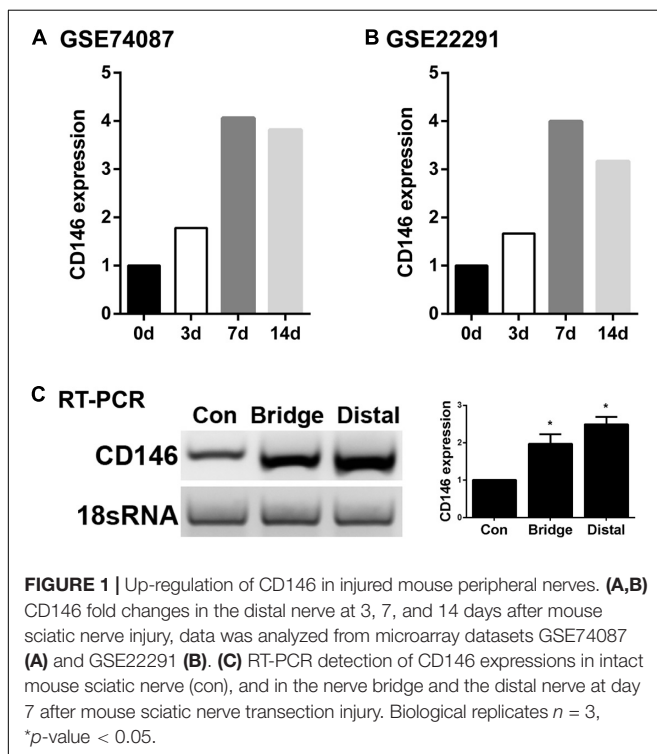 A GSE74087
CD146 expression
5
4
3
2
1
0
0d 3d 7d 14d
B GSE22291
CD146 expression
5
4
3
2
1
0
0d 3d 7d 14d
C RT-PCR
Con Bridge Distal
CD146
18sRNA
CD146 expression
3
2
1
0
* *
Con Bridge Distal
FIGURE 1 | Up-regulation of CD146 in injured mouse peripheral nerves. (A,B)
CD146 fold changes in the distal nerve at 3, 7, and 14 days after mouse
sciatic nerve injury, data was analyzed from microarray datasets GSE74087
(A) and GSE22291 (B). (C) RT-PCR detection of CD146 expressions in intact
mouse sciatic nerve (con), and in the nerve bridge and the distal nerve at day
7 after mouse sciatic nerve transection injury. Biological replicates n = 3,
*p-value < 0.05.